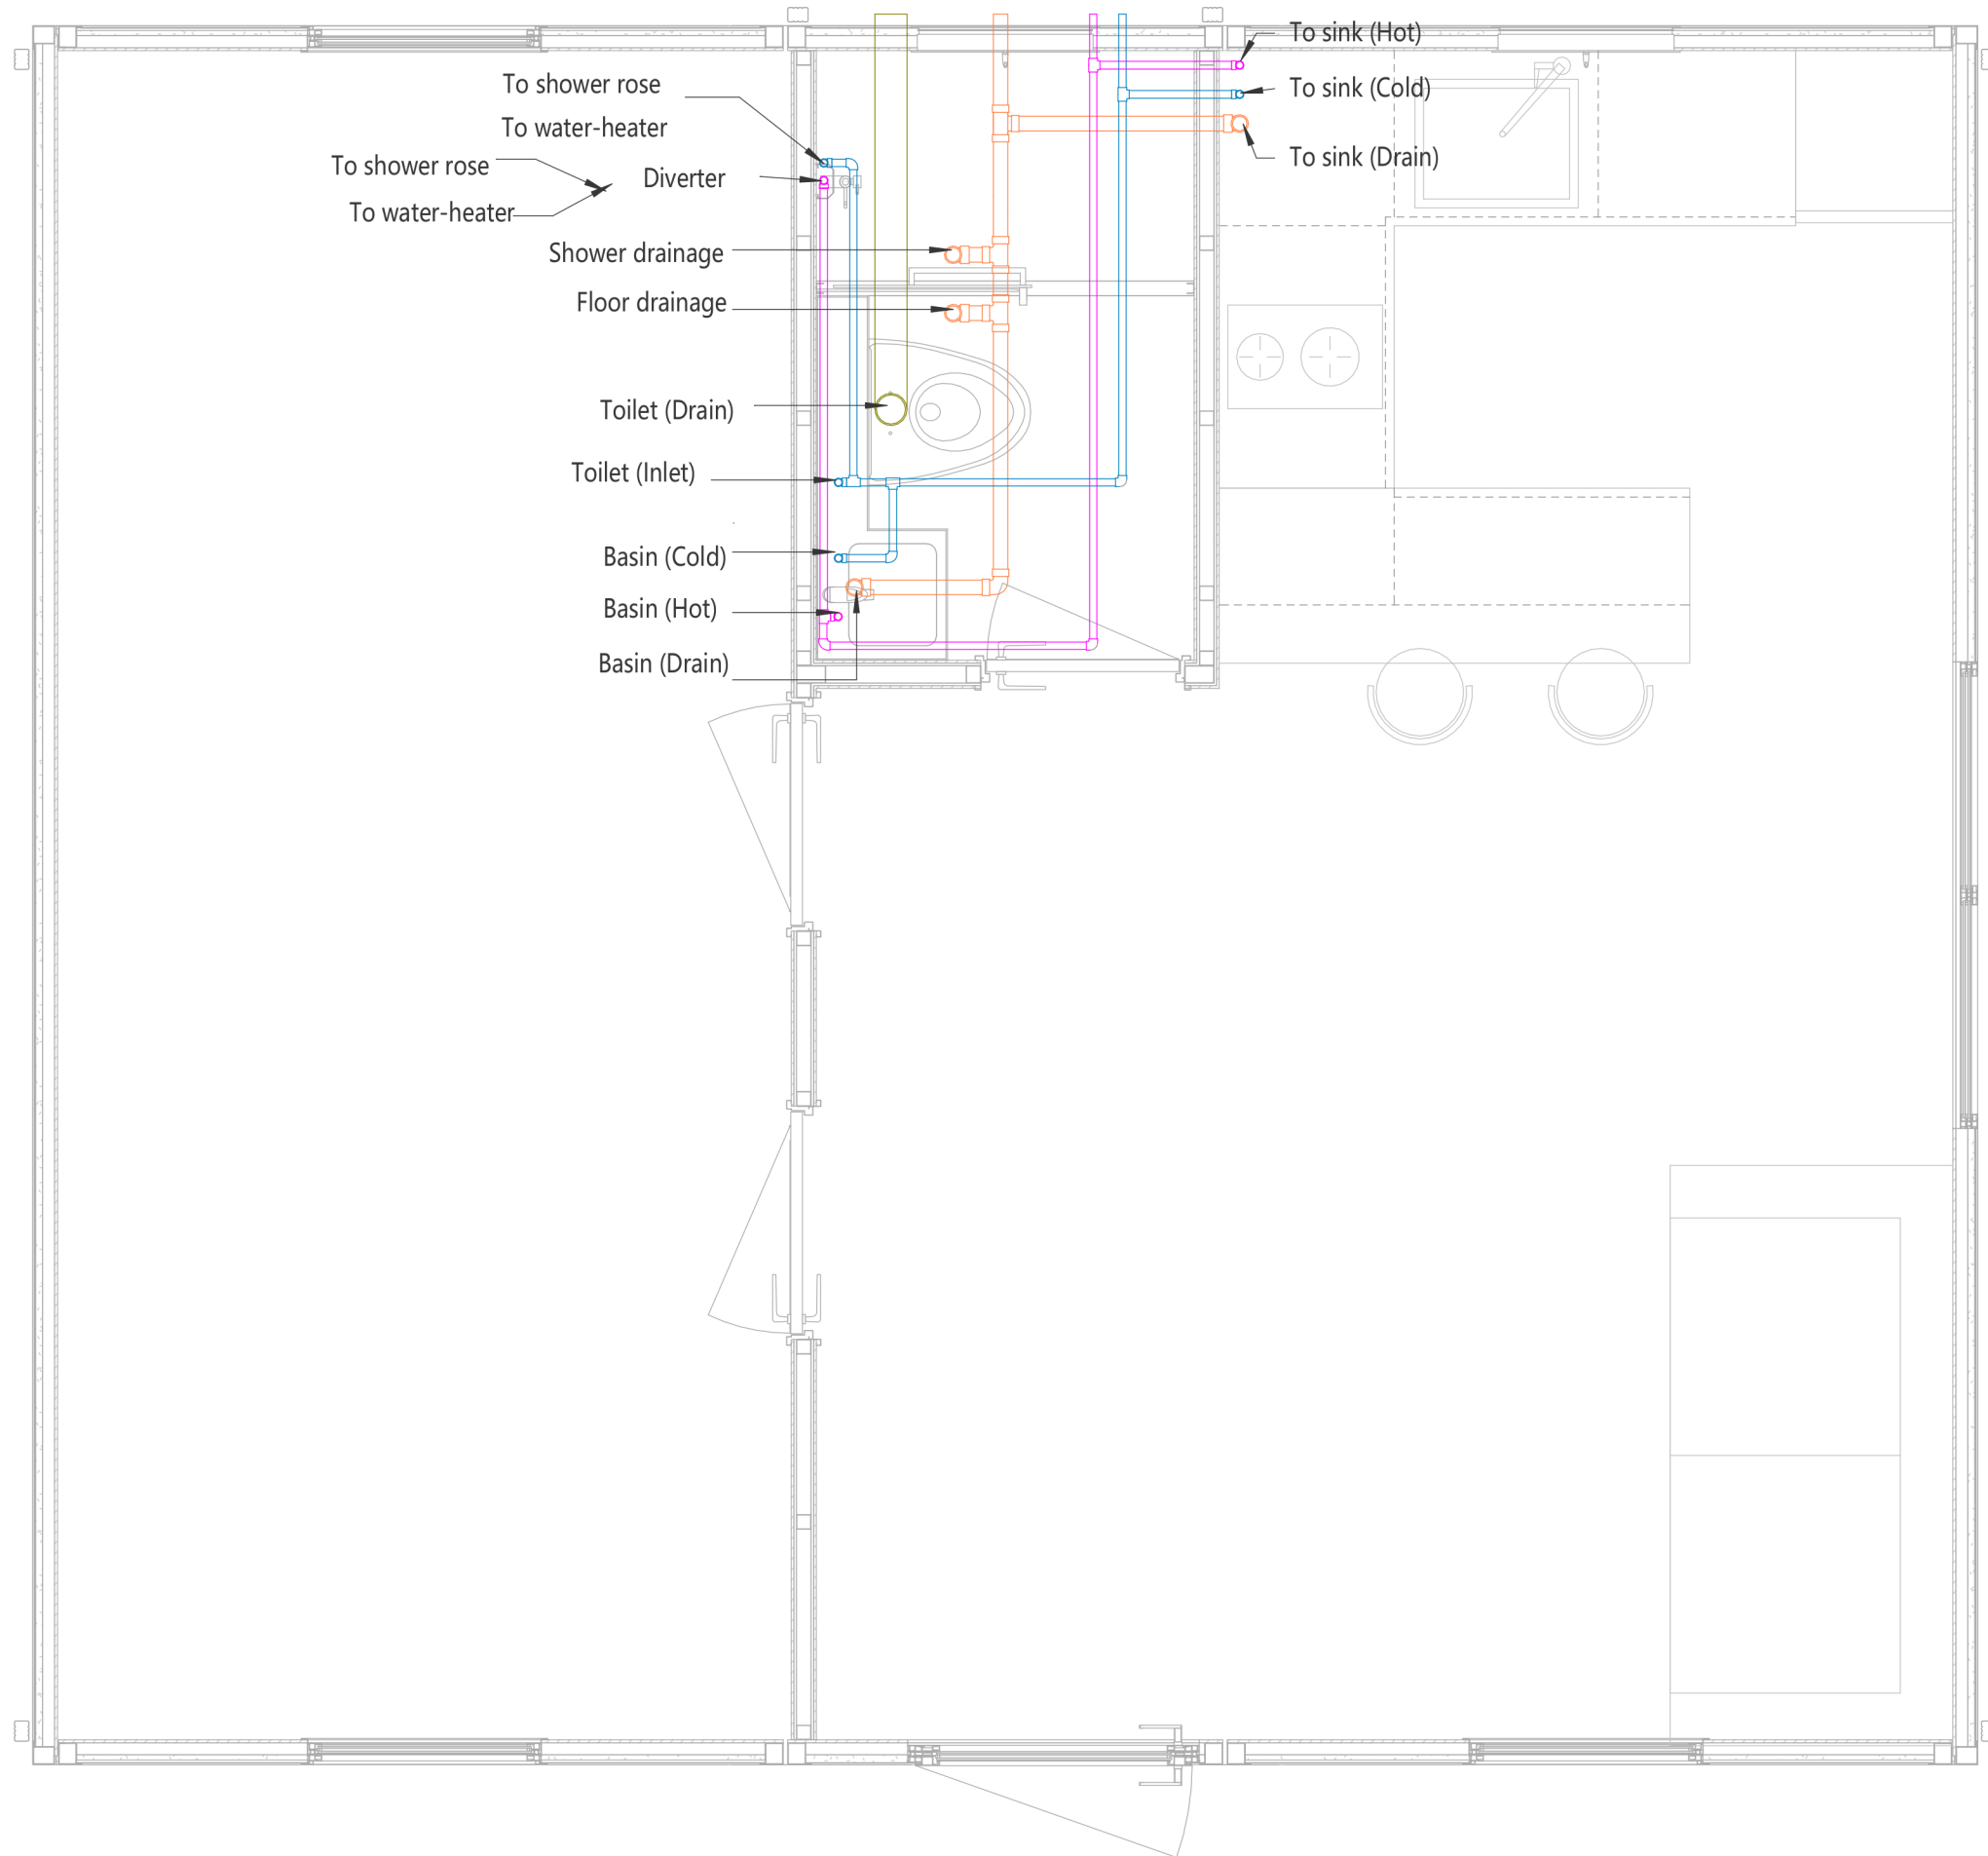 To sink (Hot)
To shower rose
To sink (Cold)
To water-heater
To sink (Drain)
To shower rose
Diverter
To water-heater
Shower drainage
Floor drainage
Toilet (Drain)
Toilet (Inlet)
Basin (Cold)
Basin (Hot)
Basin (Drain)